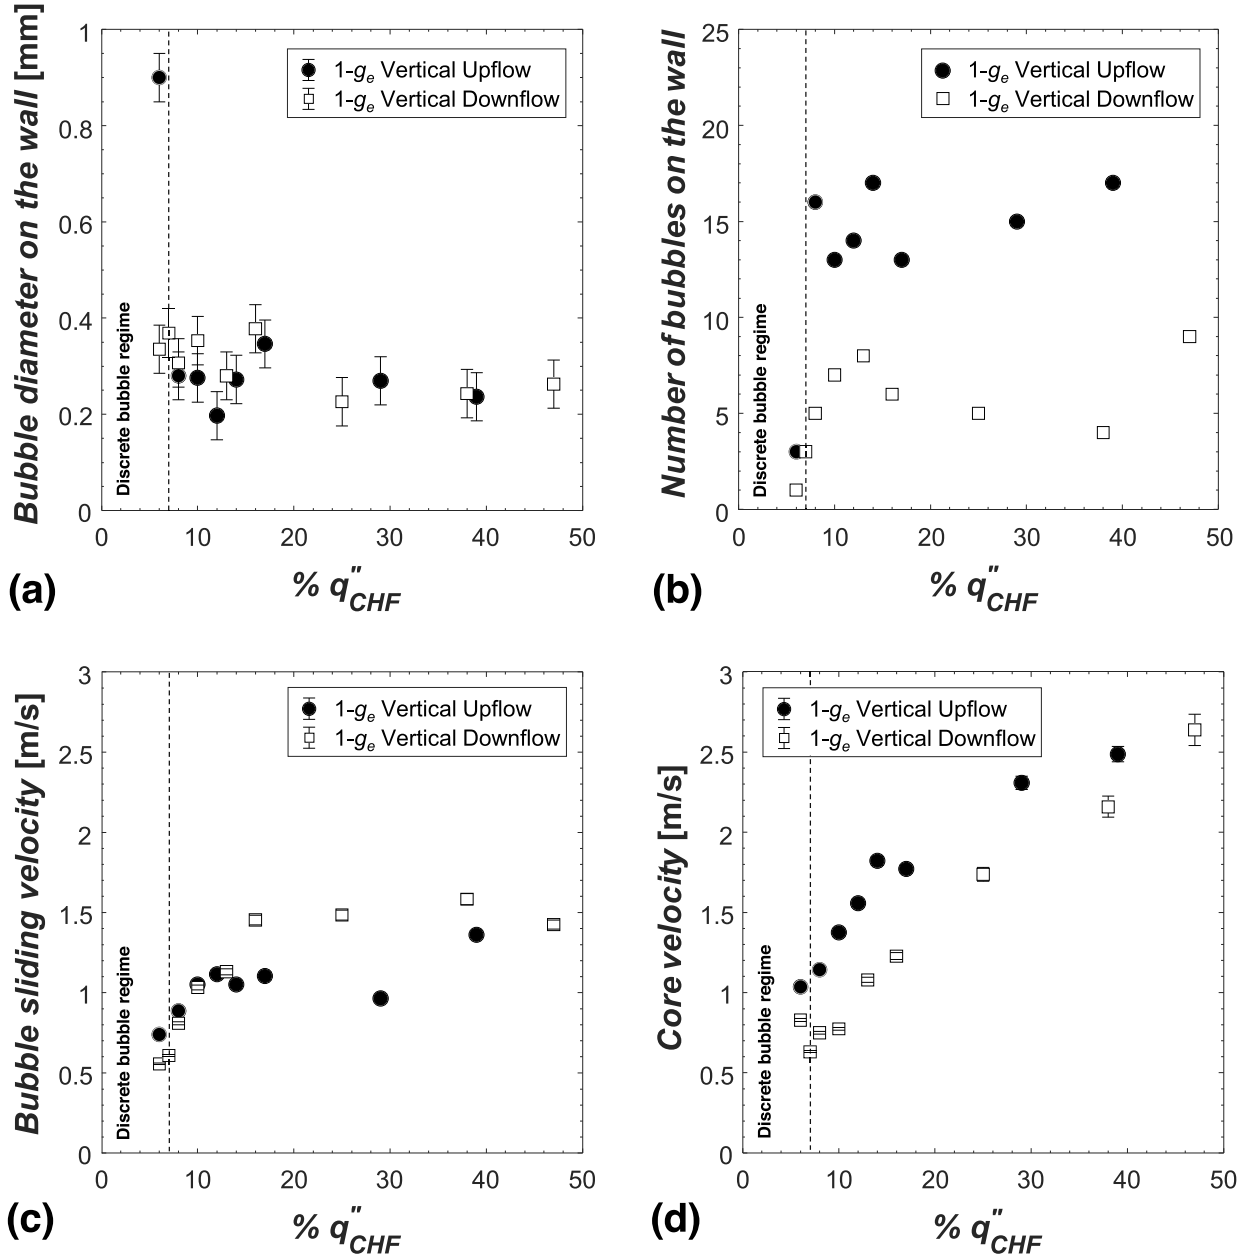 Bubble diameter on the wall [mm]
1
0.8
0.6
0.4
0.2
0
1-gₑ Vertical Upflow
1-gₑ Vertical Downflow
Discrete bubble regime
0 10 20 30 40 50
% q"CHF
(a)
Number of bubbles on the wall
25
20
15
10
5
0
1-gₑ Vertical Upflow
1-gₑ Vertical Downflow
Discrete bubble regime
0 10 20 30 40 50
% q"CHF
(b)
Bubble sliding velocity [m/s]
3
2.5
2
1.5
1
0.5
0
1-gₑ Vertical Upflow
1-gₑ Vertical Downflow
Discrete bubble regime
0 10 20 30 40 50
% q"CHF
(c)
Core velocity [m/s]
3
2.5
2
1.5
1
0.5
0
1-gₑ Vertical Upflow
1-gₑ Vertical Downflow
Discrete bubble regime
0 10 20 30 40 50
% q"CHF
(d)